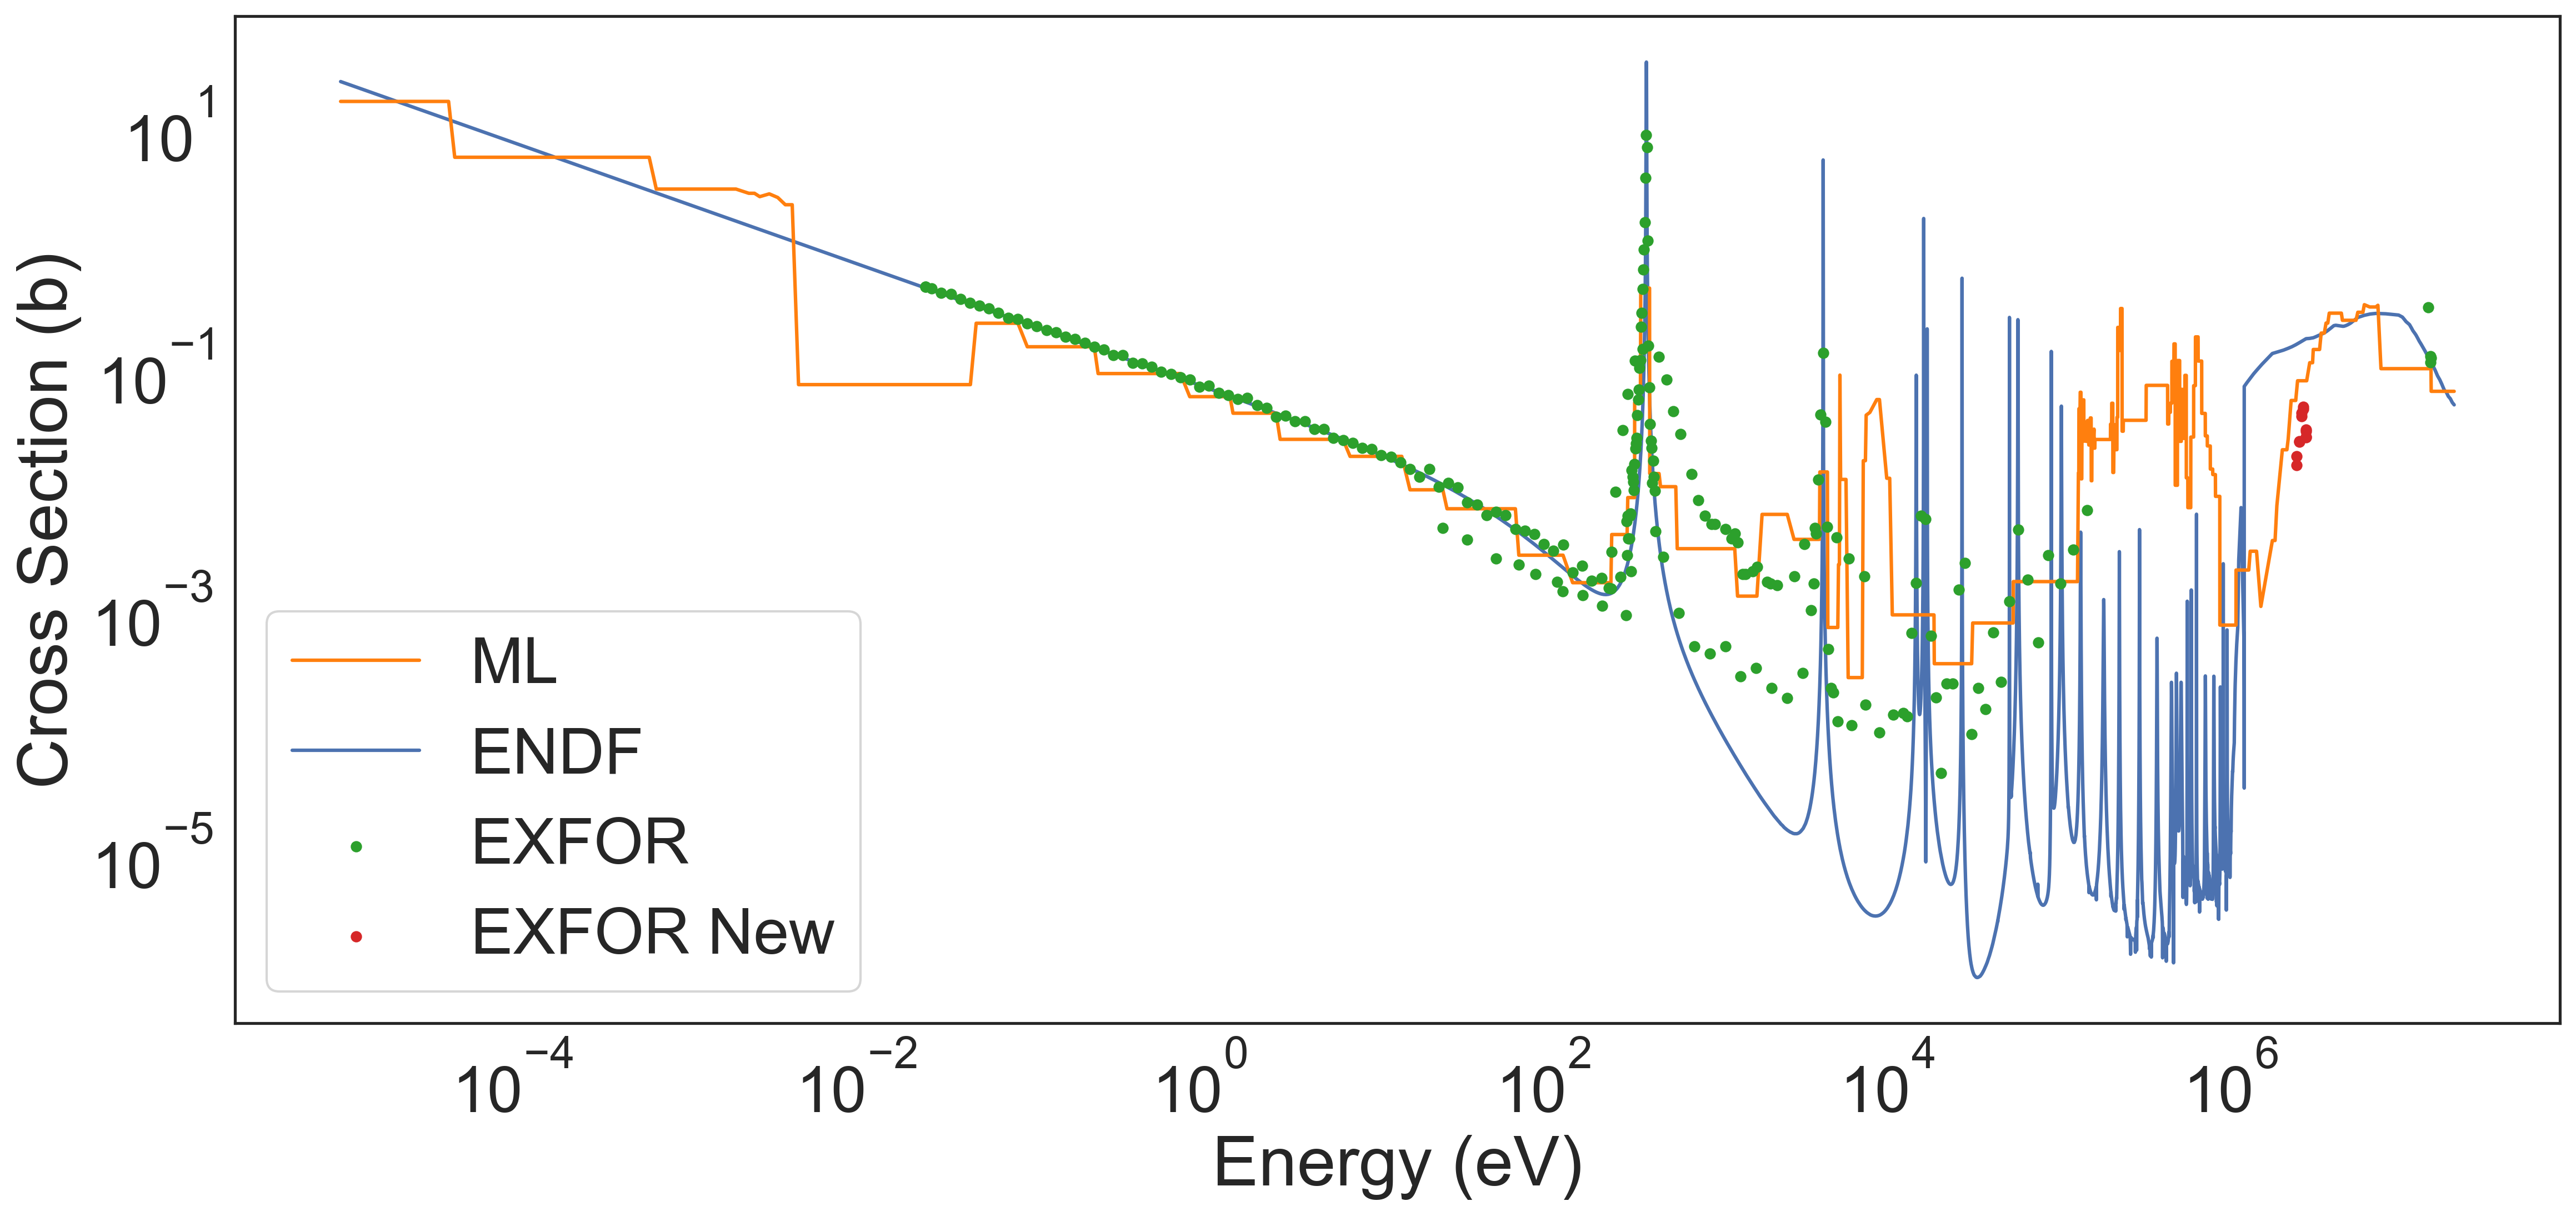 Cross Section (b)
10^1
10^−1
10^−3
10^−5
ML
ENDF
EXFOR
EXFOR New
10^−4 10^−2 10^0 10^2 10^4 10^6
Energy (eV)